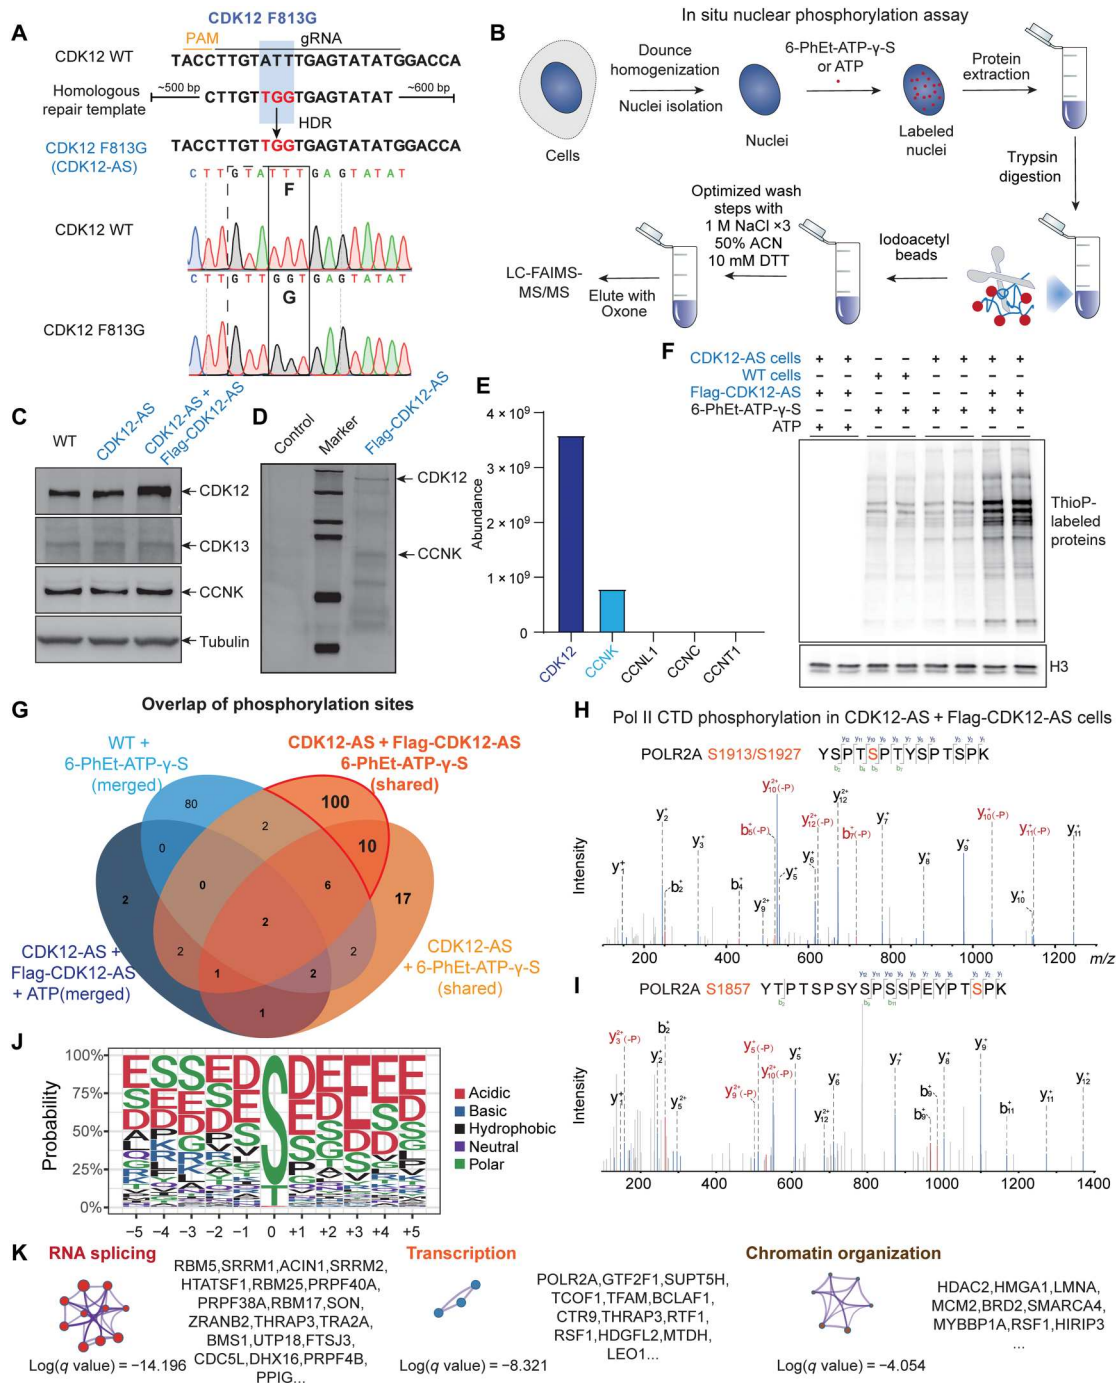 A
CDK12 F813G
PAM
gRNA
CDK12 WT
TACCTTGTATTTGAGTATATGGACCA
Homologous
repair template
~500 bp
CTTGTTGGTGAGTATAT
~600 bp
HDR
CDK12 F813G
(CDK12-AS)
TACCTTGTTGGTGAGTATATGGACCA
C T T G T A T T T G A G T A T A T
F
CDK12 WT
C T T G T T G G T G A G T A T A T
G
CDK12 F813G
B
In situ nuclear phosphorylation assay
Dounce
homogenization
Nuclei isolation
6-PhEt-ATP-γ-S
or ATP
Protein
extraction
Cells
Nuclei
Labeled
nuclei
Trypsin
digestion
Iodoacetyl
beads
Optimized wash
steps with
1 M NaCl ×3
50% ACN
10 mM DTT
Elute with
Oxone
LC-FAIMS-
MS/MS
C
WT
CDK12-AS
CDK12-AS +
Flag-CDK12-AS
CDK12
CDK13
CCNK
Tubulin
D
Control
Marker
Flag-CDK12-AS
CDK12
CCNK
E
Abundance
4 × 10⁹
3 × 10⁹
2 × 10⁹
1 × 10⁹
0
CDK12
CCNK
CCNL1
CCNC
CCNT1
F
CDK12-AS cells + + − − + + + +
WT cells − − + + − − − −
Flag-CDK12-AS + + − − − − + +
6-PhEt-ATP-γ-S − − + + + + + +
ATP + + − − − − − −
ThioP-
labeled
proteins
H3
G
Overlap of phosphorylation sites
WT +
6-PhEt-ATP-γ-S
(merged)
CDK12-AS + Flag-CDK12-AS
6-PhEt-ATP-γ-S
(shared)
80
100
2
0
10
0
6
2
17
2
2
2
1
2
1
CDK12-AS +
Flag-CDK12-AS
+ ATP(merged)
CDK12-AS
+ 6-PhEt-ATP-γ-S
(shared)
H
Pol II CTD phosphorylation in CDK12-AS + Flag-CDK12-AS cells
POLR2A S1913/S1927
YSPTSPTYSPTSPK
Intensity
200 400 600 800 1000 1200 m/z
I
POLR2A S1857
YTPTSPSYSPSSPEYPTSPK
Intensity
200 400 600 800 1000 1200 1400
J
Probability
100%
75%
50%
25%
0%
−5 −4 −3 −2 −1 0 +1 +2 +3 +4 +5
Acidic
Basic
Hydrophobic
Neutral
Polar
K
RNA splicing
RBM5,SRRM1,ACIN1,SRRM2,
HTATSF1,RBM25,PRPF40A,
PRPF38A,RBM17,SON,
ZRANB2,THRAP3,TRA2A,
BMS1,UTP18,FTSJ3,
CDC5L,DHX16,PRPF4B,
PPIG...
Log(q value) = −14.196
Transcription
POLR2A,GTF2F1,SUPT5H,
TCOF1,TFAM,BCLAF1,
CTR9,THRAP3,RTF1,
RSF1,HDGFL2,MTDH,
LEO1...
Log(q value) = −8.321
Chromatin organization
HDAC2,HMGA1,LMNA,
MCM2,BRD2,SMARCA4,
MYBBP1A,RSF1,HIRIP3
...
Log(q value) = −4.054